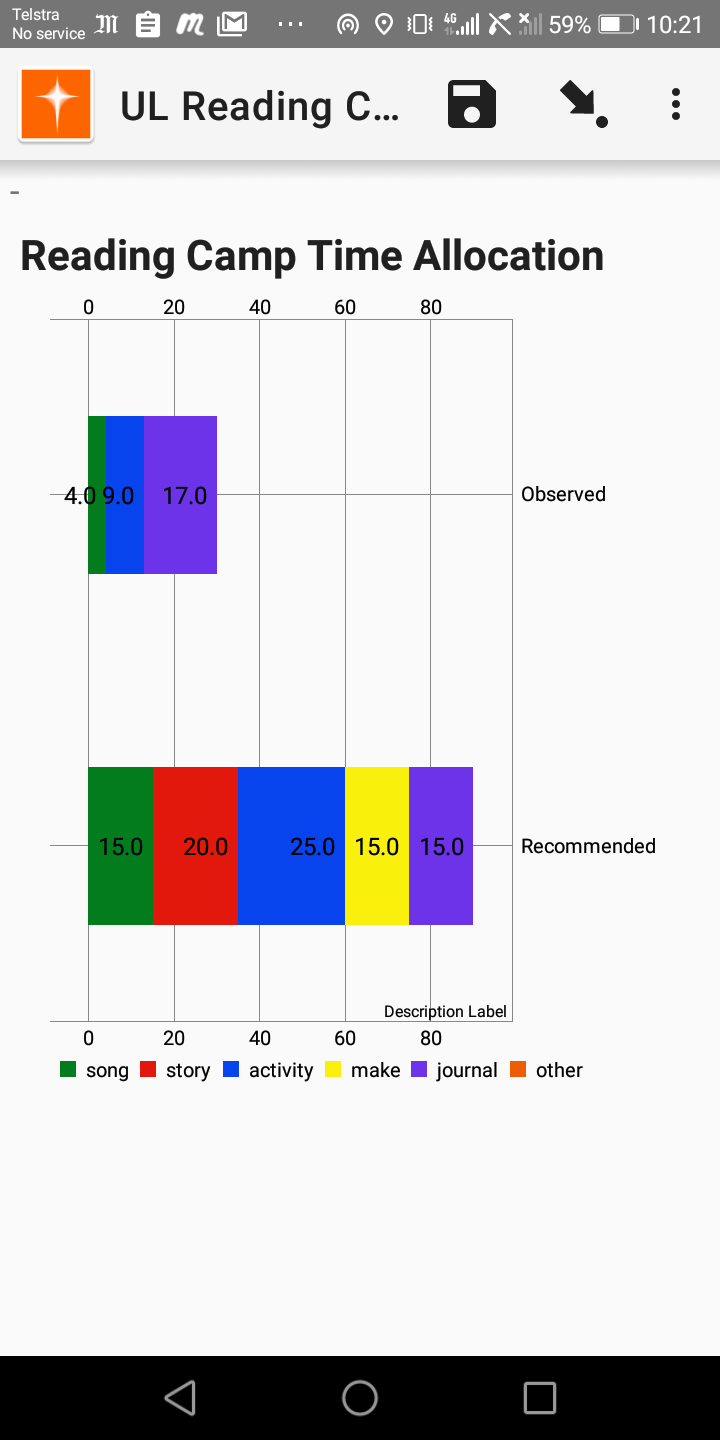 Telstra
No service
4G
59%
10:21
UL Reading C...
-
Reading Camp Time Allocation
0 20 40 60 80
4.0 9.0 17.0 Observed
15.0 20.0 25.0 15.0 15.0 Recommended
Description Label
0 20 40 60 80
song story activity make journal other